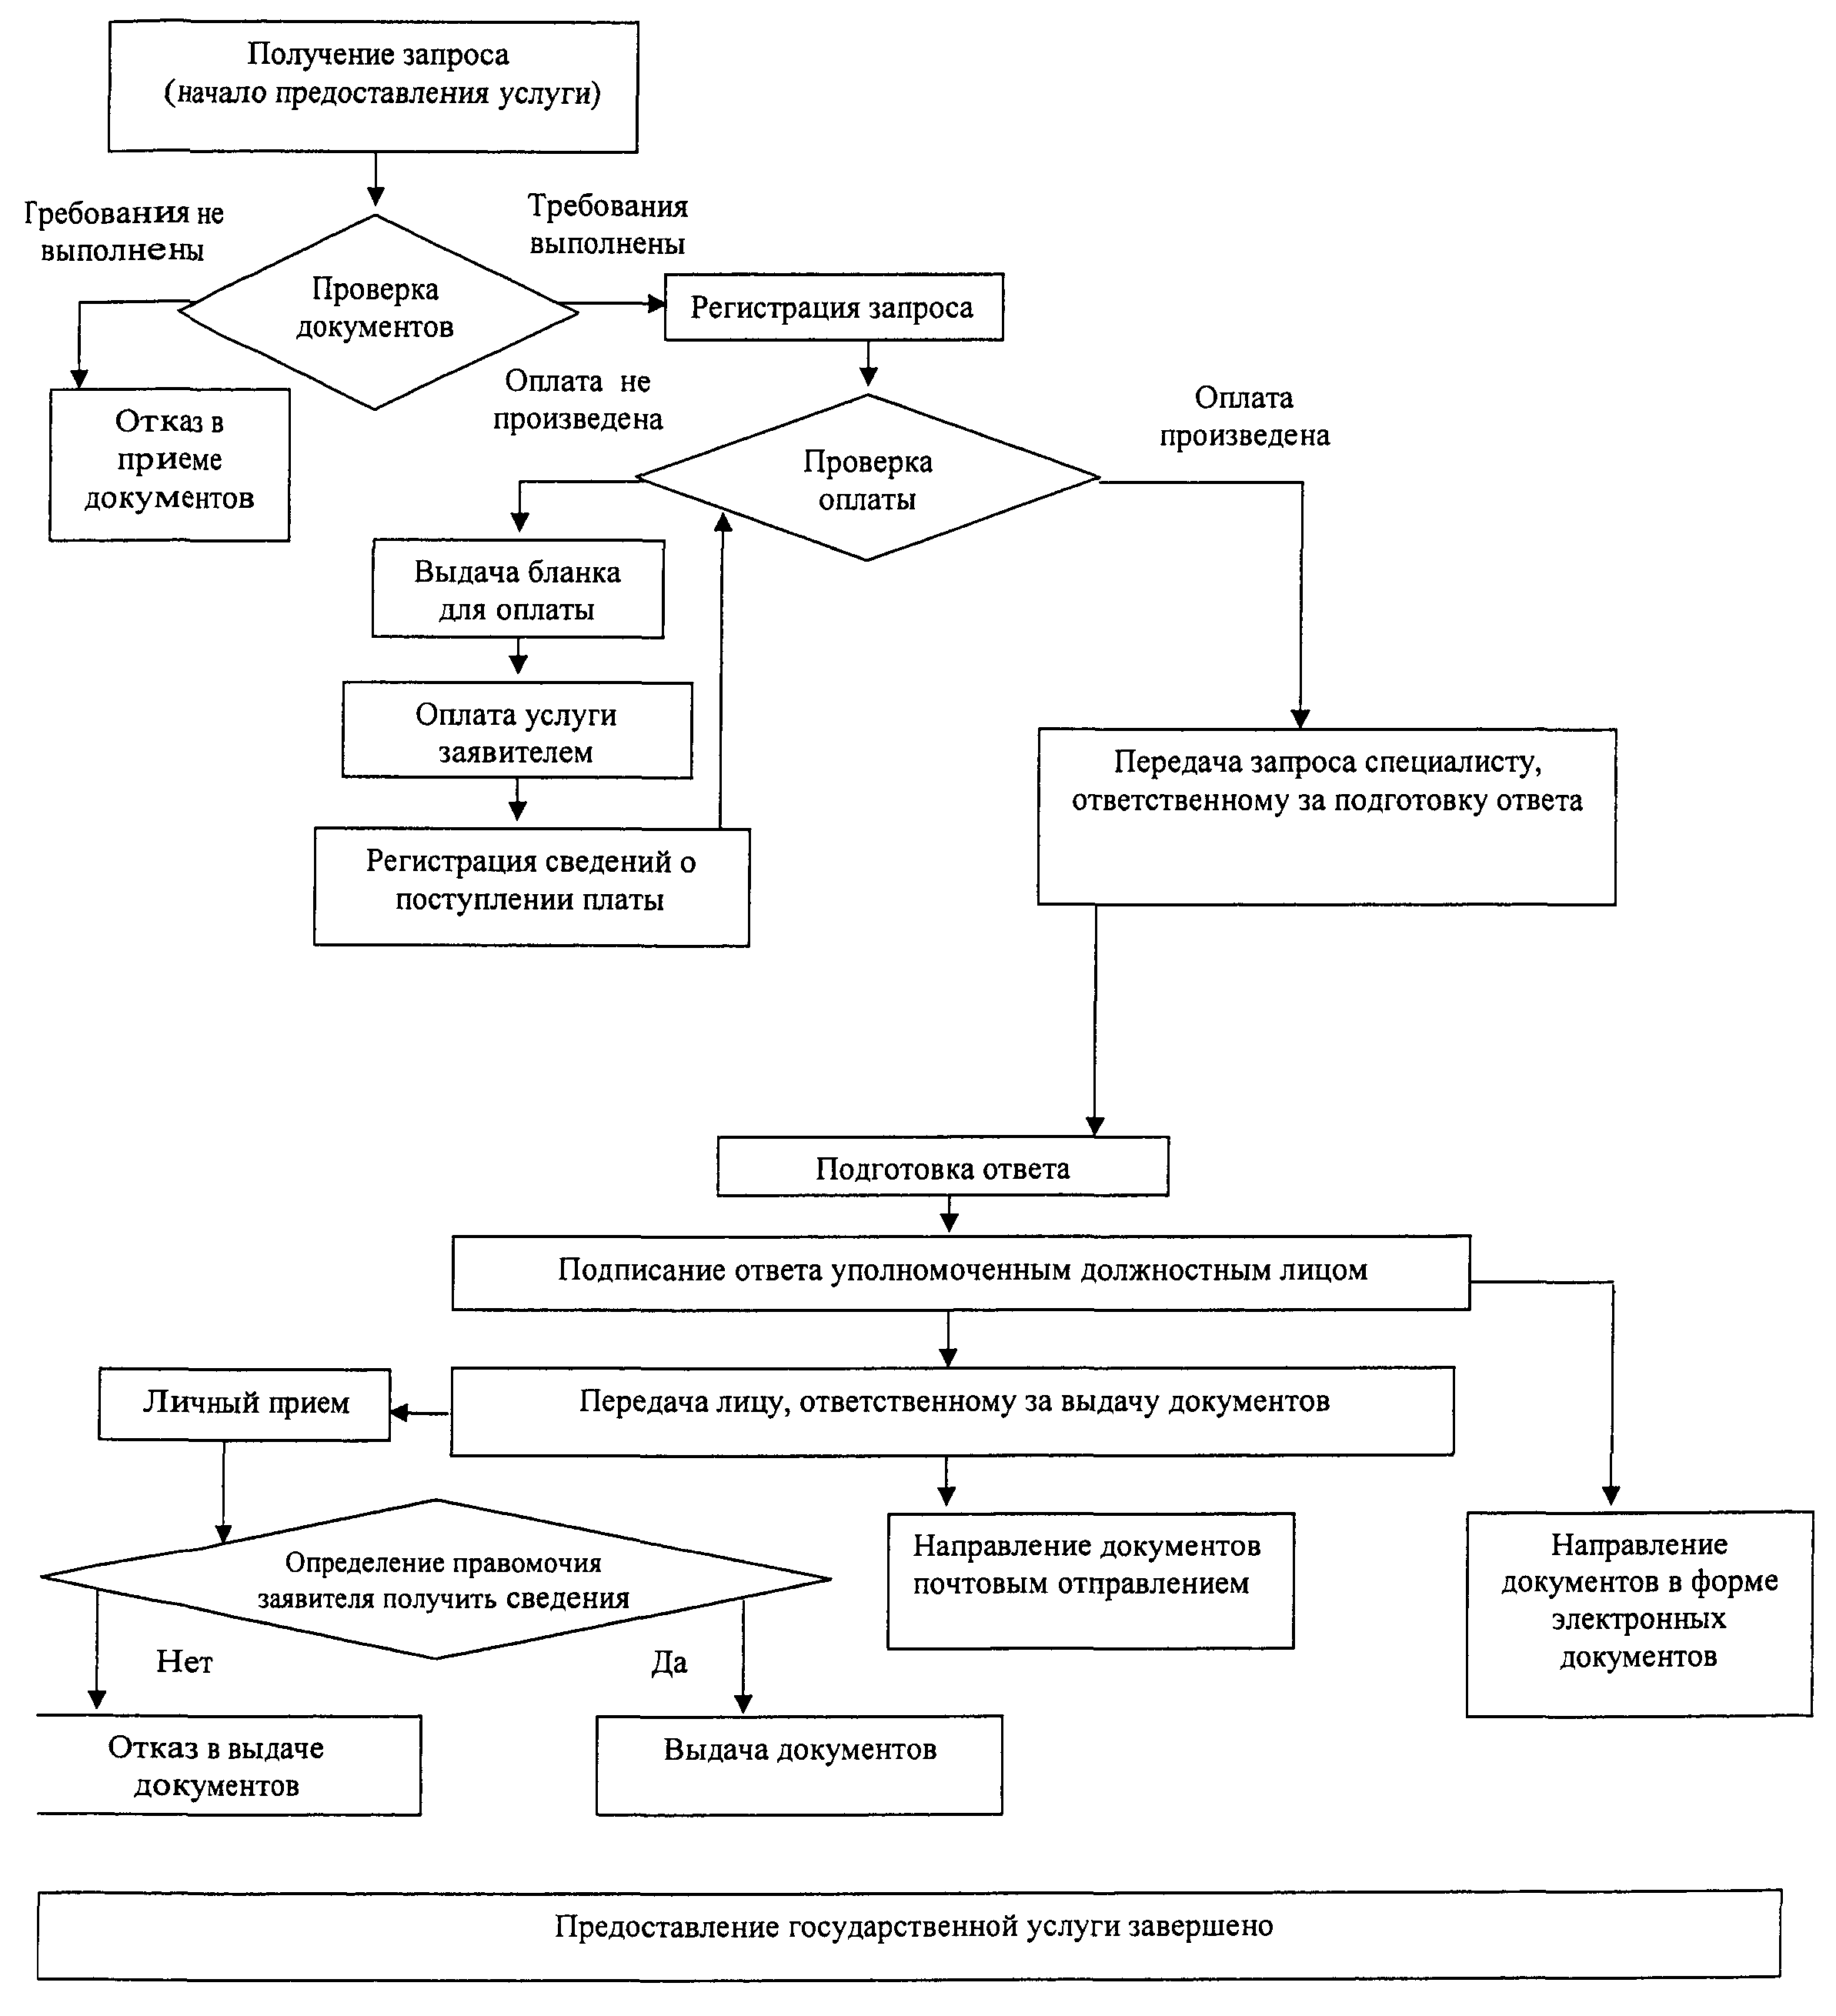 Получение запроса
(начало предоставления услуги)
Требования не
выполнены
Требования
выполнены
Проверка
документов
Регистрация запроса
Отказ в
приеме
документов
Оплата не
произведена
Оплата
произведена
Проверка
оплаты
Выдача бланка
для оплаты
Оплата услуги
заявителем
Передача запроса специалисту,
ответственному за подготовку ответа
Регистрация сведений о
поступлении платы
Подготовка ответа
Подписание ответа уполномоченным должностным лицом
Личный прием
Передача лицу, ответственному за выдачу документов
Определение правомочия
заявителя получить сведения
Направление документов
почтовым отправлением
Направление
документов в форме
электронных
документов
Нет
Да
Отказ в выдаче
документов
Выдача документов
Предоставление государственной услуги завершено